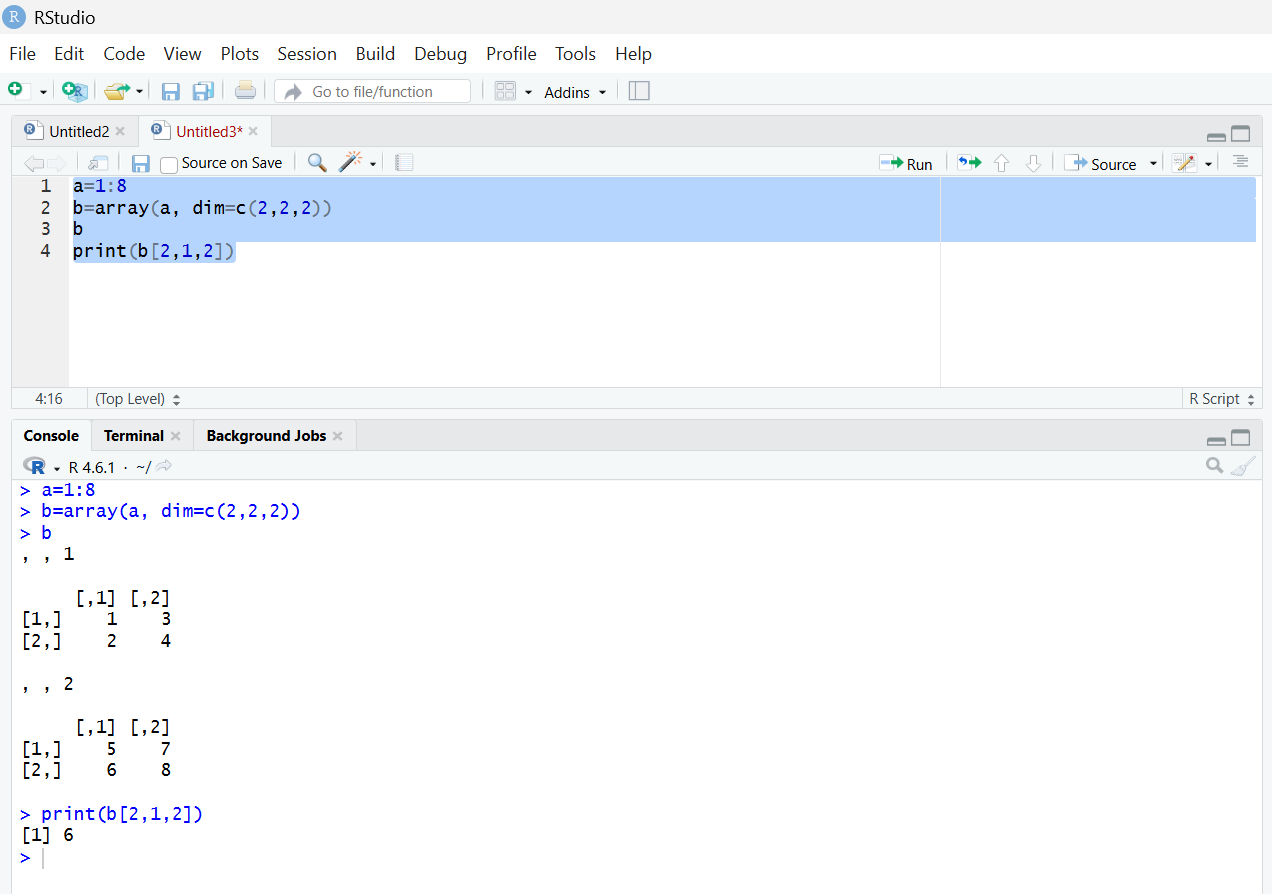 R RStudio
File Edit Code View Plots Session Build Debug Profile Tools Help
Go to file/function Addins
Untitled2 Untitled3*
Source on Save Run Source
1 a=1:8
2 b=array(a, dim=c(2,2,2))
3 b
4 print(b[2,1,2])
4:16 (Top Level) R Script
Console Terminal Background Jobs
R R 4.6.1 · ~/
> a=1:8
> b=array(a, dim=c(2,2,2))
> b
, , 1
[,1] [,2]
[1,] 1 3
[2,] 2 4
, , 2
[,1] [,2]
[1,] 5 7
[2,] 6 8
> print(b[2,1,2])
[1] 6
>